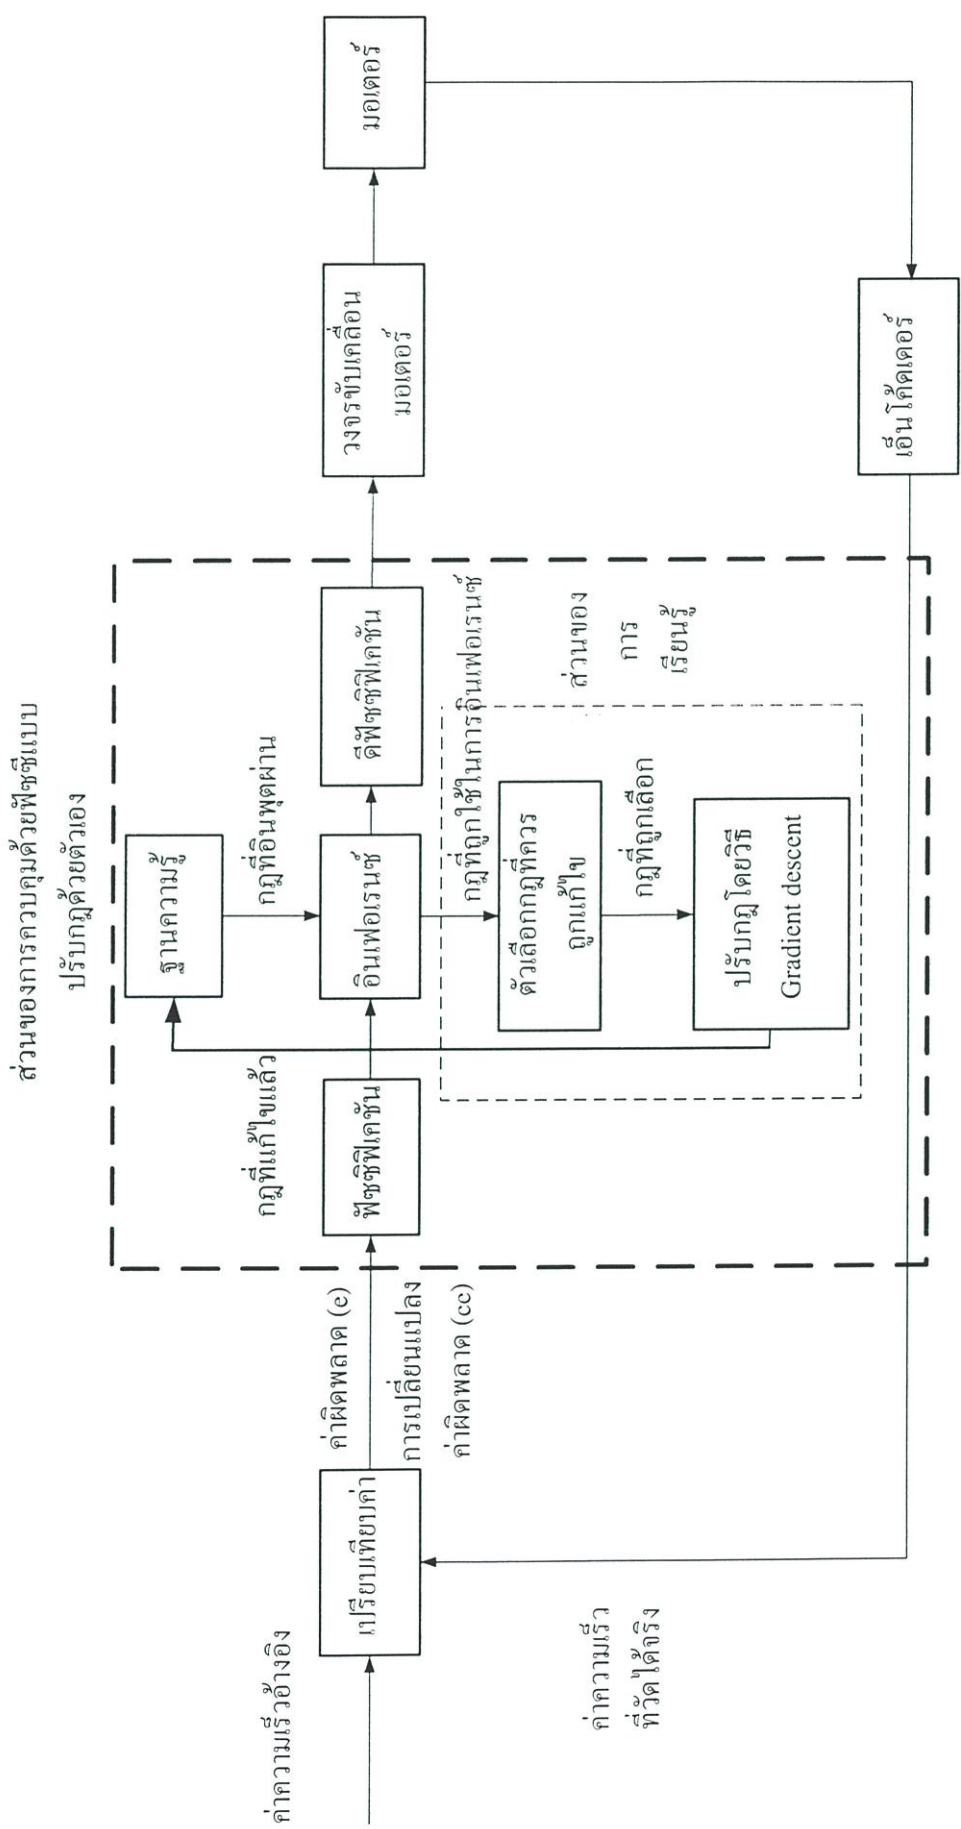 ส่วนของการควบคุมด้วยฟัซซีแบบ
ปรับกฎด้วยตัวเอง
ค่าความเร็วอ้างอิง
เปรียบเทียบค่า
ค่าผิดพลาด (e)
การเปลี่ยนแปลง
ค่าผิดพลาด (cc)
กฎที่แก้ไขแล้ว
ฟัซซิฟิเคชัน
ฐานความรู้
กฎที่อินพุตผ่าน
อินเฟอเรนซ์
ดีฟัซซิฟิเคชัน
วงจรขับเคลื่อน
มอเตอร์
มอเตอร์
กฎที่ถูกใช้ในการอินเฟอเรนซ์
ตัวเลือกกฎที่ควร
ถูกแก้ไข
กฎที่ถูกเลือก
ปรับกฎโดยวิธี
Gradient descent
ส่วนของ
การ
เรียนรู้
เอ็นโค้ดเดอร์
ค่าความเร็ว
ที่วัดได้จริง